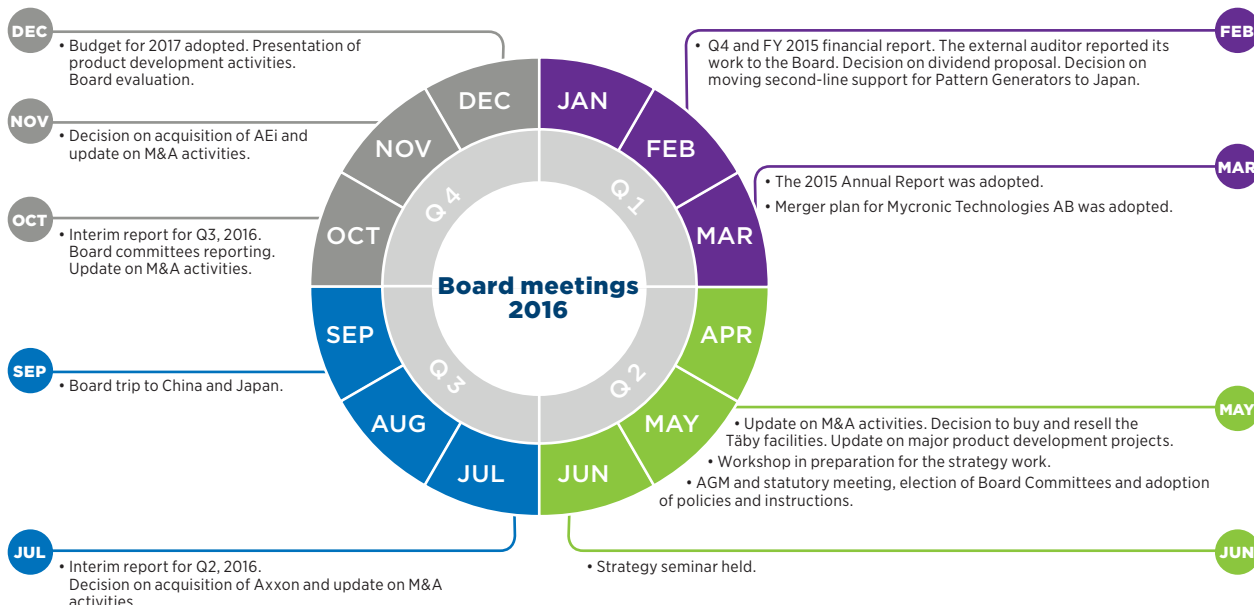 Board meetings
2016
JAN
FEB
MAR
APR
MAY
JUN
JUL
AUG
SEP
OCT
NOV
DEC
Q1
Q2
Q3
Q4
FEB
• Q4 and FY 2015 financial report. The external auditor reported its
work to the Board. Decision on dividend proposal. Decision on
moving second-line support for Pattern Generators to Japan.
MAR
• The 2015 Annual Report was adopted.
• Merger plan for Mycronic Technologies AB was adopted.
MAY
• Update on M&A activities. Decision to buy and resell the
Täby facilities. Update on major product development projects.
• Workshop in preparation for the strategy work.
• AGM and statutory meeting, election of Board Committees and adoption
of policies and instructions.
JUN
• Strategy seminar held.
JUL
• Interim report for Q2, 2016.
Decision on acquisition of Axxon and update on M&A
activities
SEP
• Board trip to China and Japan.
OCT
• Interim report for Q3, 2016.
Board committees reporting.
Update on M&A activities.
NOV
• Decision on acquisition of AEi and
update on M&A activities.
DEC
• Budget for 2017 adopted. Presentation of
product development activities.
Board evaluation.